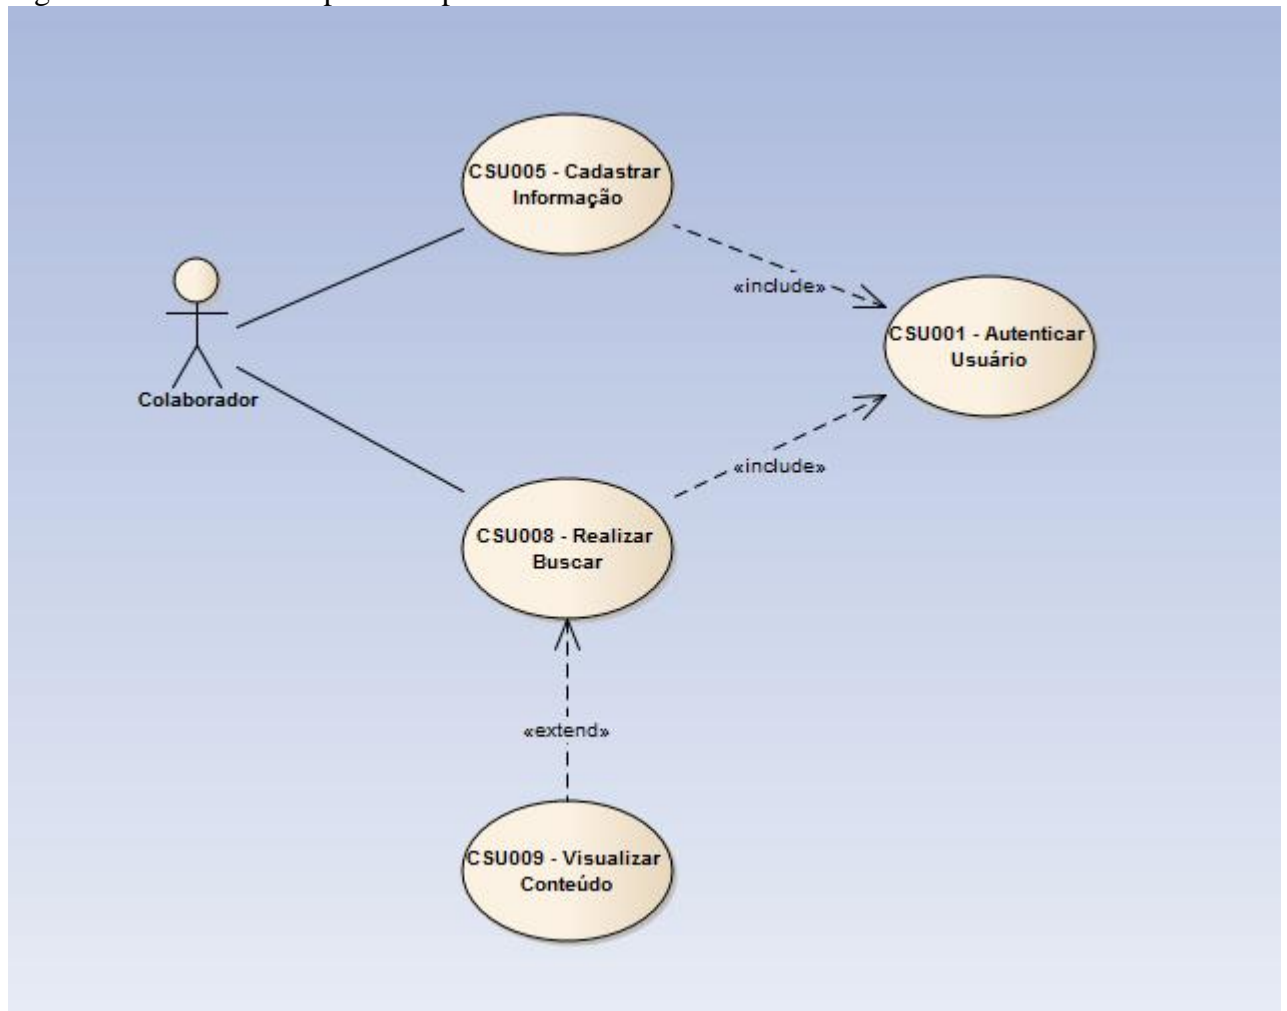 CSU005 - Cadastrar
Informação
«include»
CSU001 - Autenticar
Usuário
Colaborador
«include»
CSU008 - Realizar
Buscar
«extend»
CSU009 - Visualizar
Conteúdo